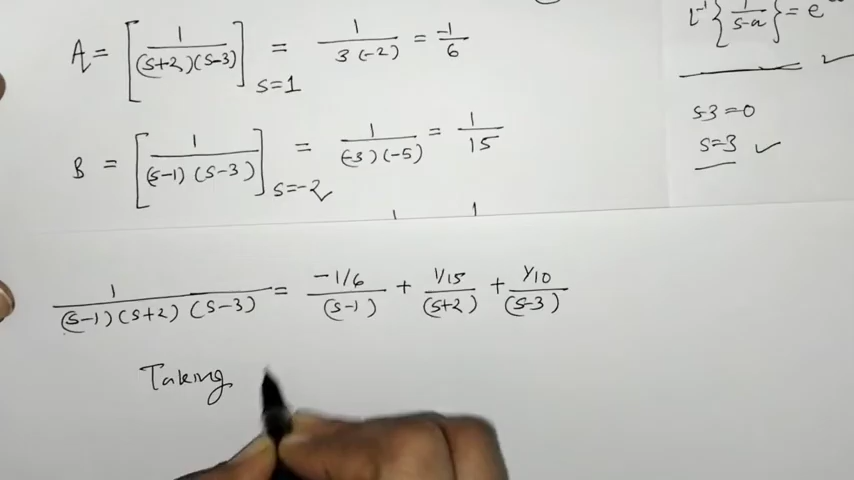 A = [1/((s+2)(s-3))] s=1 = 1/(3(-2)) = -1/6
B = [1/((s-1)(s-3))] s=-2 = 1/((-3)(-5)) = 1/15
L⁻¹{1/(s-a)} = e
s-3=0
s=3 ✓
1/((s-1)(s+2)(s-3)) = (-1/6)/(s-1) + (1/15)/(s+2) + (1/10)/(s-3)
Taking